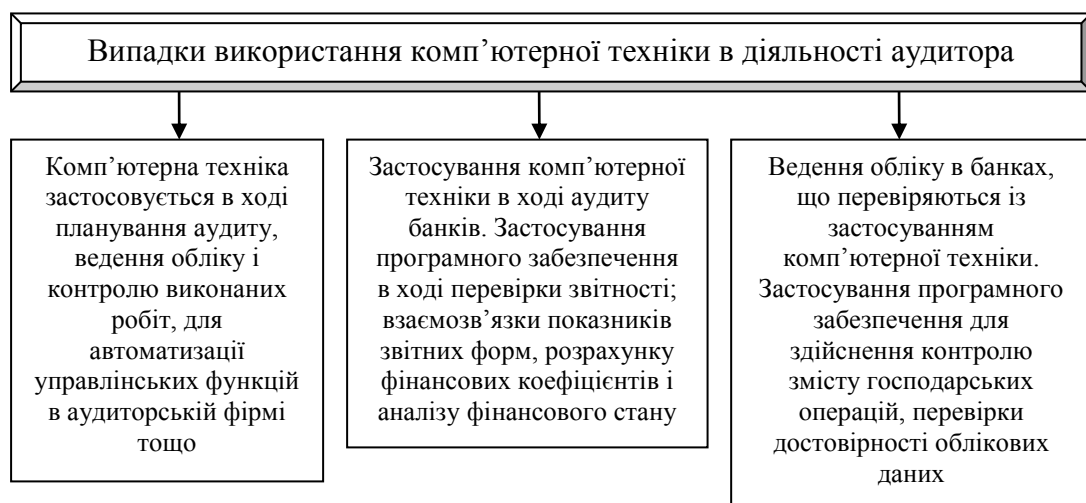 Випадки використання комп’ютерної техніки в діяльності аудитора
Комп’ютерна техніка
застосовується в ході
планування аудиту,
ведення обліку і
контролю виконаних
робіт, для
автоматизації
управлінських функцій
в аудиторській фірмі
тощо
Застосування комп’ютерної
техніки в ході аудиту
банків. Застосування
програмного забезпечення
в ході перевірки звітності;
взаємозв’язки показників
звітних форм, розрахунку
фінансових коефіцієнтів і
аналізу фінансового стану
Ведення обліку в банках,
що перевіряються із
застосуванням
комп’ютерної техніки.
Застосування програмного
забезпечення для
здійснення контролю
змісту господарських
операцій, перевірки
достовірності облікових
даних